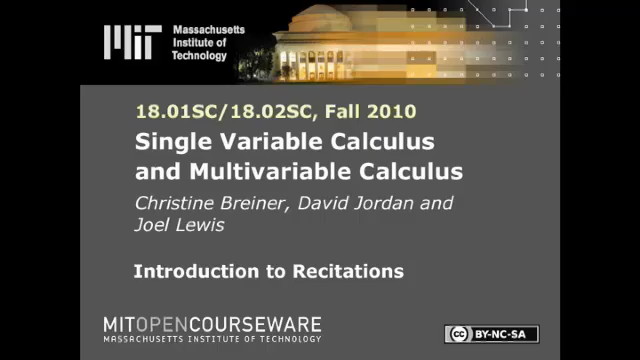 Massachusetts
Institute of
Technology
18.01SC/18.02SC, Fall 2010
Single Variable Calculus
and Multivariable Calculus
Christine Breiner, David Jordan and
Joel Lewis
Introduction to Recitations
MITOPENCOURSEWARE
MASSACHUSETTS INSTITUTE OF TECHNOLOGY
cc BY-NC-SA